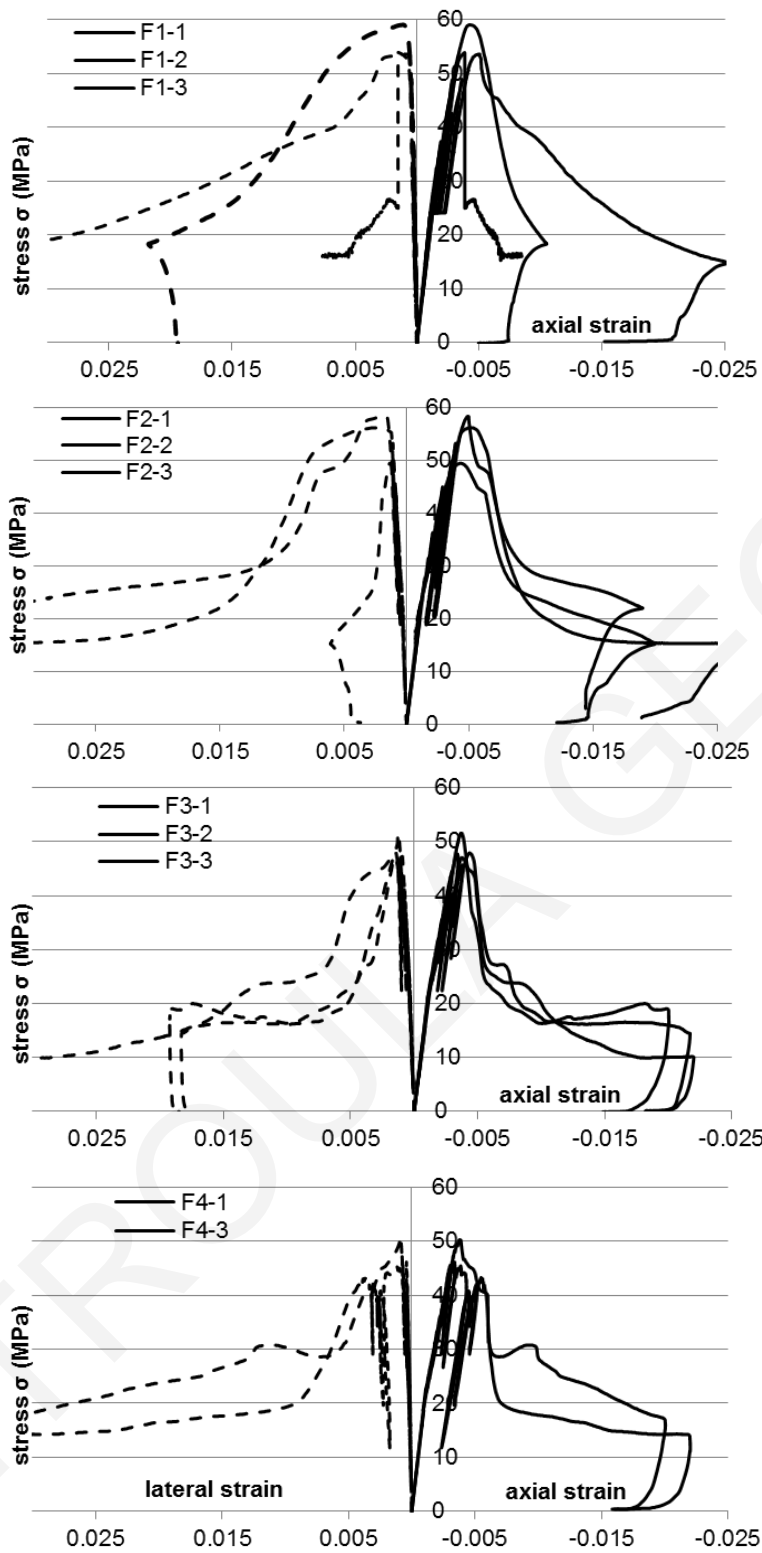 60
F1-1
F1-2
F1-3
50
40
30
20
10
0
stress σ (MPa)
axial strain
0.025 0.015 0.005 -0.005 -0.015 -0.025
60
F2-1
F2-2
F2-3
50
40
30
20
10
0
stress σ (MPa)
0.025 0.015 0.005 -0.005 -0.015 -0.025
60
F3-1
F3-2
F3-3
50
40
30
20
10
0
stress σ (MPa)
axial strain
0.025 0.015 0.005 -0.005 -0.015 -0.025
60
F4-1
F4-3
50
40
30
20
10
0
stress σ (MPa)
lateral strain axial strain
0.025 0.015 0.005 -0.005 -0.015 -0.025
TROULA GEO